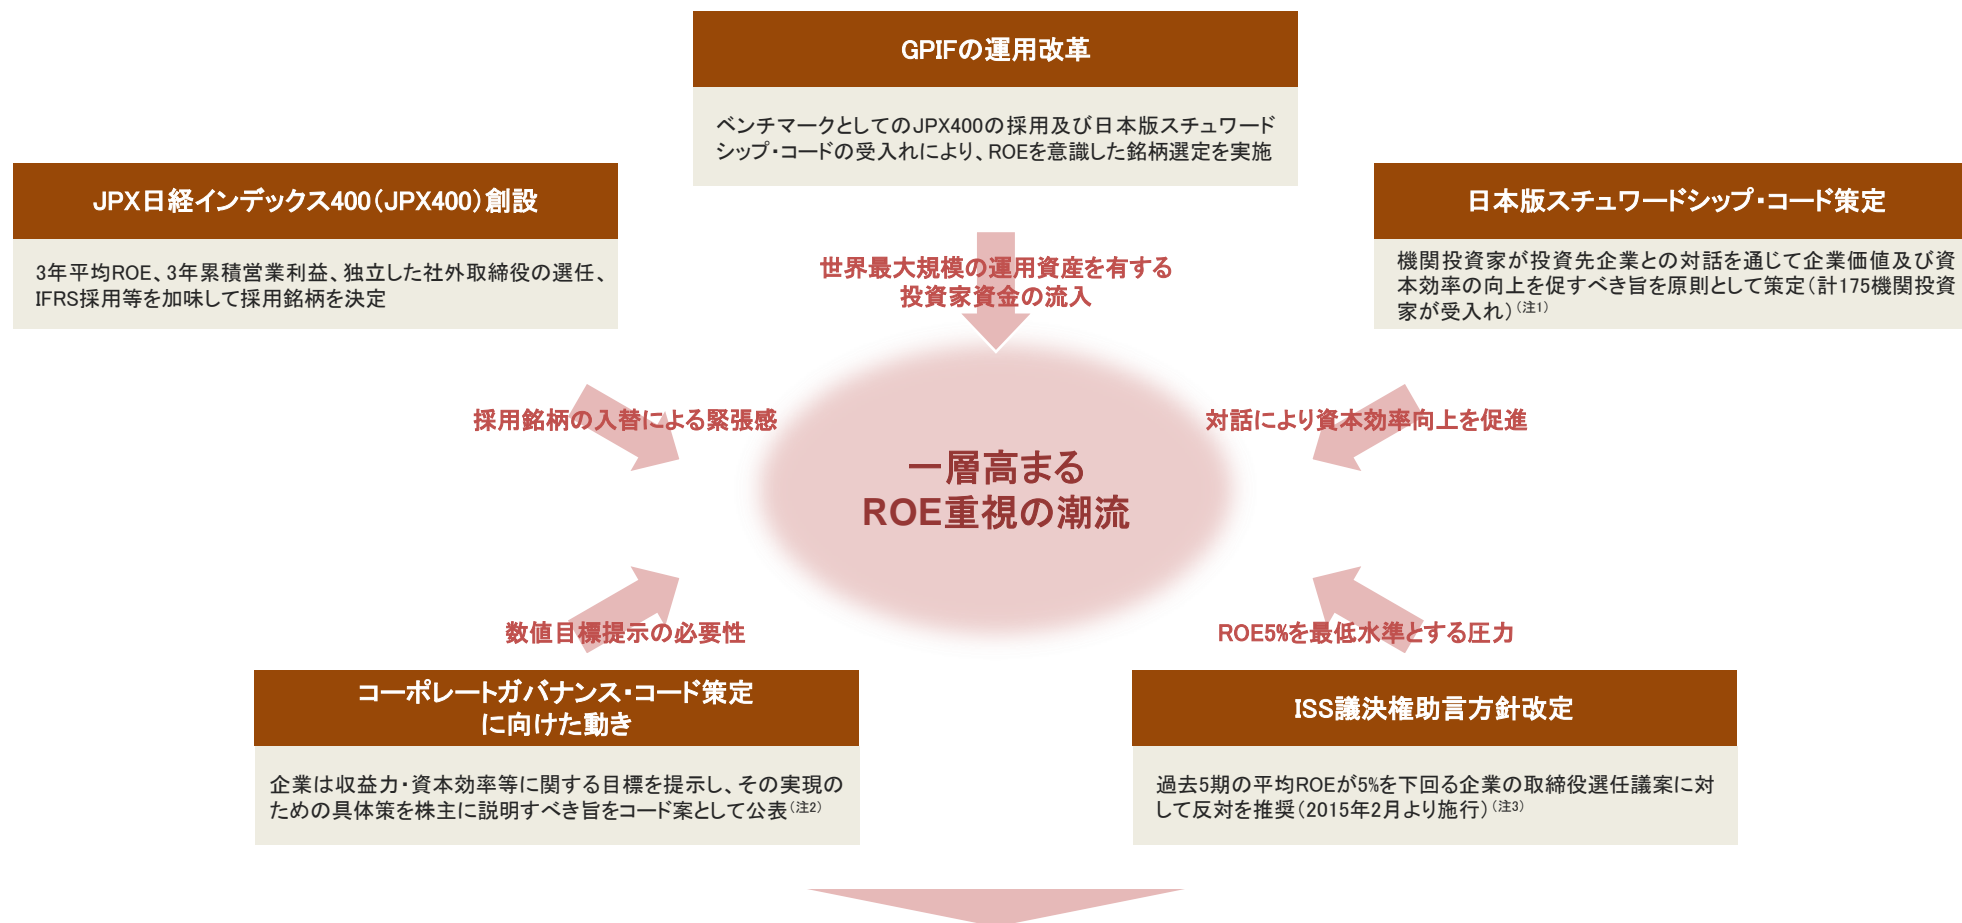 GPIFの運用改革
ベンチマークとしてのJPX400の採用及び日本版スチュワード
シップ・コードの受入れにより、ROEを意識した銘柄選定を実施
JPX日経インデックス400（JPX400）創設
3年平均ROE、3年累積営業利益、独立した社外取締役の選任、
IFRS採用等を加味して採用銘柄を決定
日本版スチュワードシップ・コード策定
機関投資家が投資先企業との対話を通じて企業価値及び資
本効率の向上を促すべき旨を原則として策定（計175機関投資
家が受入れ）（注1）
世界最大規模の運用資産を有する
投資家資金の流入
採用銘柄の入替による緊張感
対話により資本効率向上を促進
一層高まる
ROE重視の潮流
数値目標提示の必要性
ROE5%を最低水準とする圧力
コーポレートガバナンス・コード策定
に向けた動き
企業は収益力・資本効率等に関する目標を提示し、その実現の
ための具体策を株主に説明すべき旨をコード案として公表（注2）
ISS議決権助言方針改定
過去5期の平均ROEが5%を下回る企業の取締役選任議案に対
して反対を推奨（2015年2月より施行）（注3）